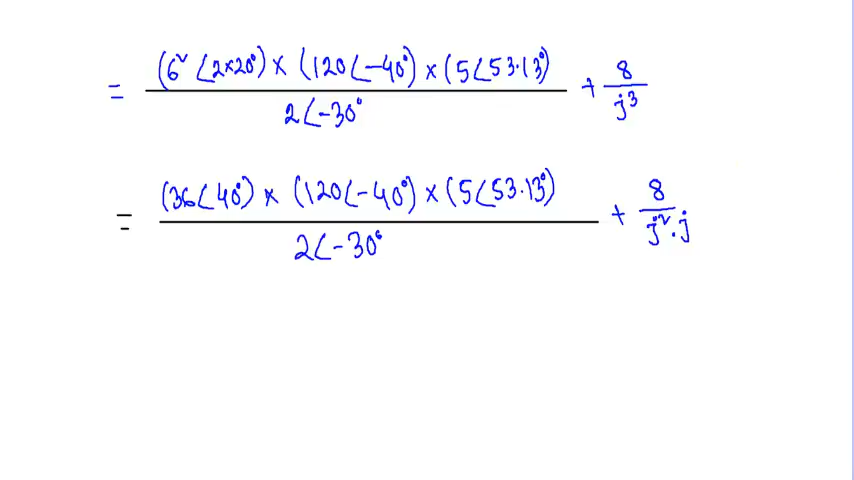 = (6² ∠2×20°) × (120∠-40°) × (5∠53.13°) / 2∠-30° + 8 / j³
= (36∠40°) × (120∠-40°) × (5∠53.13°) / 2∠-30° + 8 / j².j